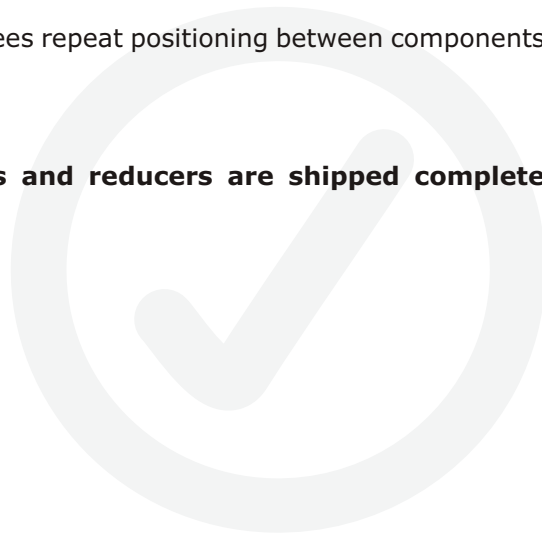 ees repeat positioning between components
s and reducers are shipped complete